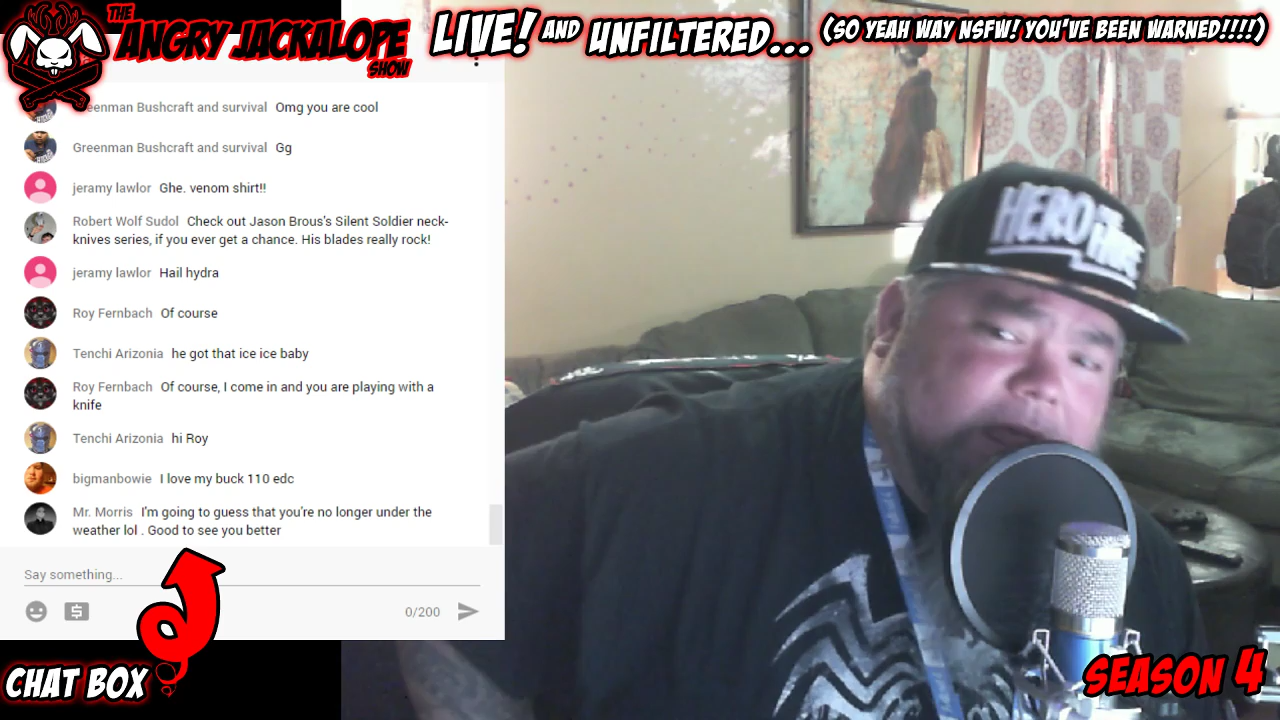 THE
ANGRY JACKALOPE
SHOW
LIVE! AND UNFILTERED...
(SO YEAH WAY NSFW! YOU'VE BEEN WARNED!!!!)
Greenman Bushcraft and survival Omg you are cool
Greenman Bushcraft and survival Gg
jeramy lawlor Ghe. venom shirt!!
Robert Wolf Sudol Check out Jason Brous's Silent Soldier neck-
knives series, if you ever get a chance. His blades really rock!
jeramy lawlor Hail hydra
Roy Fernbach Of course
Tenchi Arizonia he got that ice ice baby
Roy Fernbach Of course, I come in and you are playing with a
knife
Tenchi Arizonia hi Roy
bigmanbowie I love my buck 110 edc
Mr. Morris I'm going to guess that you're no longer under the
weather lol . Good to see you better
Say something...
0/200
CHAT BOX
HERO
THE
HIDE
SEASON 4